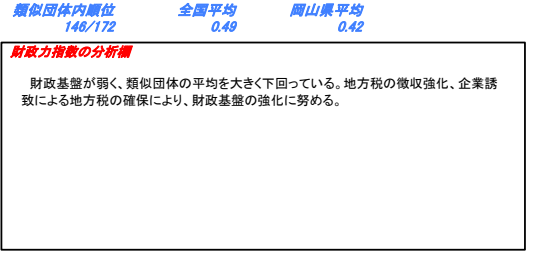 類似団体内順位 全国平均 岡山県平均
146/172 0.49 0.42
財政力指数の分析欄
財政基盤が弱く、類似団体の平均を大きく下回っている。地方税の徴収強化、企業誘
致による地方税の確保により、財政基盤の強化に努める。